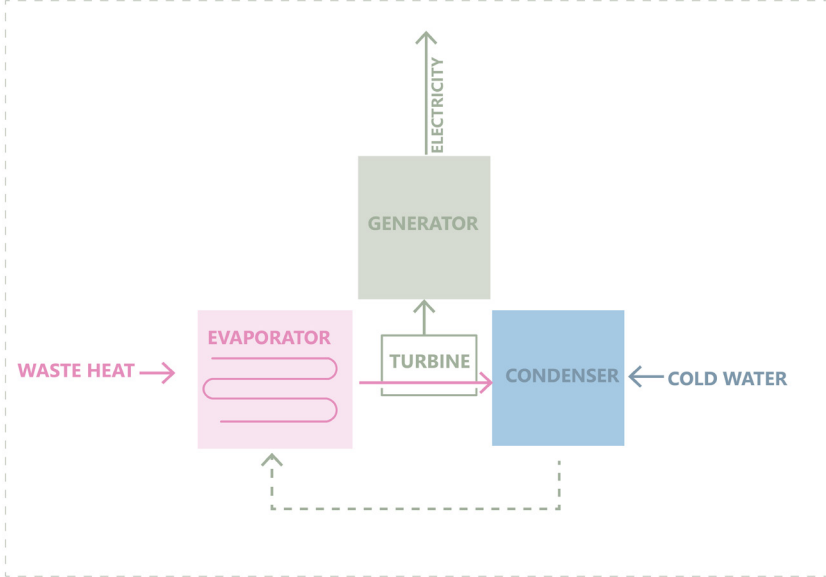 ELECTRICITY
GENERATOR
EVAPORATOR
TURBINE
WASTE HEAT
CONDENSER
COLD WATER